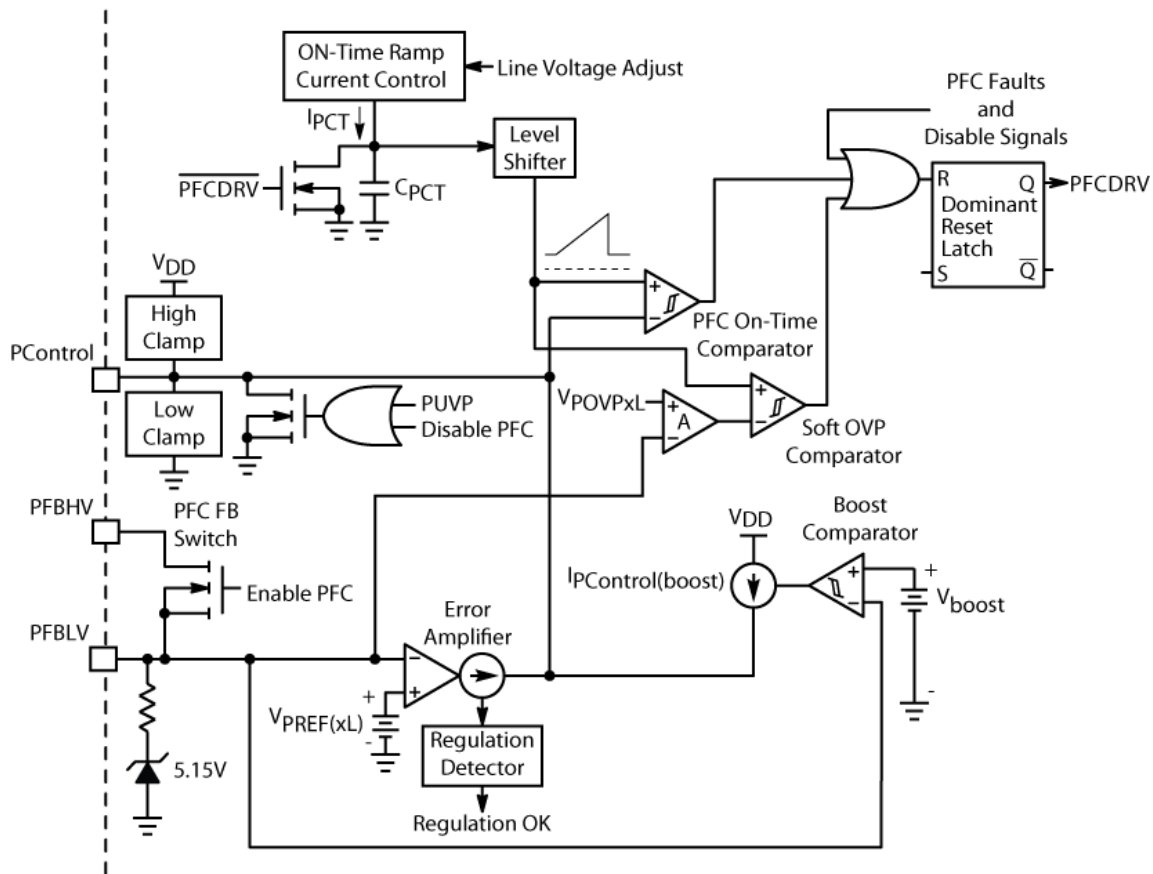 ON-Time Ramp
Current Control
Line Voltage Adjust
IPCT
Level
Shifter
PFCDRV
CPCT
PFC Faults
and
Disable Signals
R
Q
PFCDRV
Dominant
Reset
Latch
S
Q
VDD
High
Clamp
+
−
PFC On-Time
Comparator
PControl
Low
Clamp
PUVP
Disable PFC
VPOVPxL
+
A
−
+
−
Soft OVP
Comparator
PFBHV
PFC FB
Switch
Enable PFC
VDD
Boost
Comparator
IPControl(boost)
+
−
+
Vboost
-
PFBLV
Error
Amplifier
−
+
+
VPREF(xL)
-
5.15V
Regulation
Detector
Regulation OK